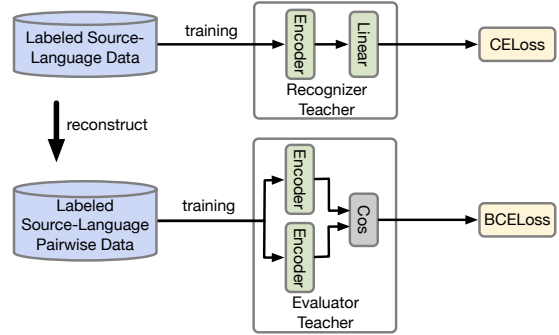 Labeled Source-
Language Data
training
Encoder
Linear
CELoss
Recognizer
Teacher
reconstruct
Labeled
Source-Language
Pairwise Data
training
Encoder
Encoder
Cos
BCELoss
Evaluator
Teacher